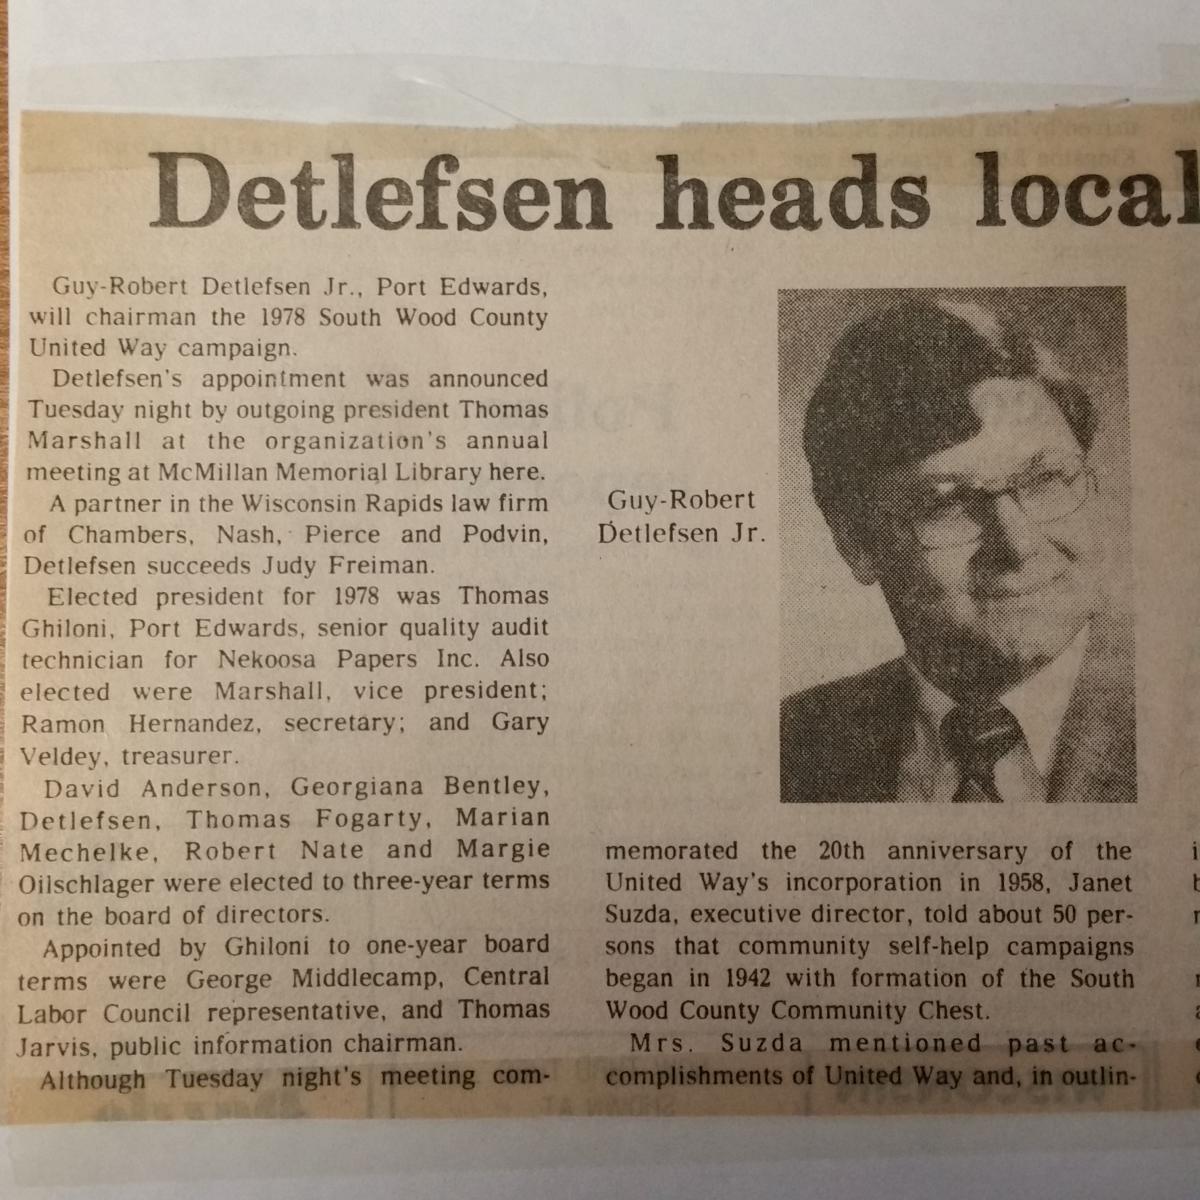 Detlefsen heads local
Guy-Robert Detlefsen Jr., Port Edwards,
will chairman the 1978 South Wood County
United Way campaign.
Detlefsen's appointment was announced
Tuesday night by outgoing president Thomas
Marshall at the organization's annual
meeting at McMillan Memorial Library here.
A partner in the Wisconsin Rapids law firm
of Chambers, Nash, Pierce and Podvin,
Detlefsen succeeds Judy Freiman.
Elected president for 1978 was Thomas
Ghiloni, Port Edwards, senior quality audit
technician for Nekoosa Papers Inc. Also
elected were Marshall, vice president;
Ramon Hernandez, secretary; and Gary
Veldey, treasurer.
David Anderson, Georgiana Bentley,
Detlefsen, Thomas Fogarty, Marian
Mechelke, Robert Nate and Margie
Oilschlager were elected to three-year terms
on the board of directors.
Appointed by Ghiloni to one-year board
terms were George Middlecamp, Central
Labor Council representative, and Thomas
Jarvis, public information chairman.
Although Tuesday night's meeting com-
Guy-Robert
Detlefsen Jr.
memorated the 20th anniversary of the
United Way's incorporation in 1958, Janet
Suzda, executive director, told about 50 per-
sons that community self-help campaigns
began in 1942 with formation of the South
Wood County Community Chest.
Mrs. Suzda mentioned past ac-
complishments of United Way and, in outlin-